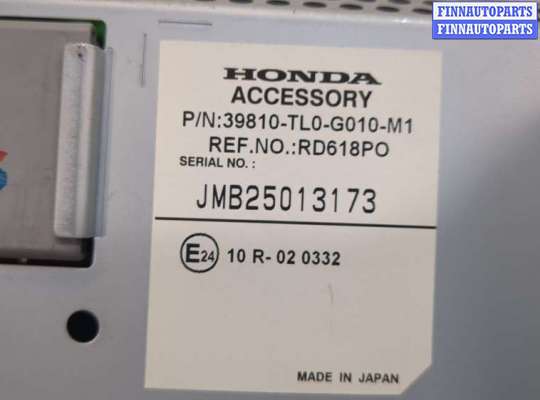 FINNAUTOPARTS
FINNAUTOPARTS
HONDA
ACCESSORY
P/N:39810-TL0-G010-M1
REF.NO.:RD618PO
SERIAL NO. :
JMB25013173
E24 10 R- 02 0332
MADE IN JAPAN